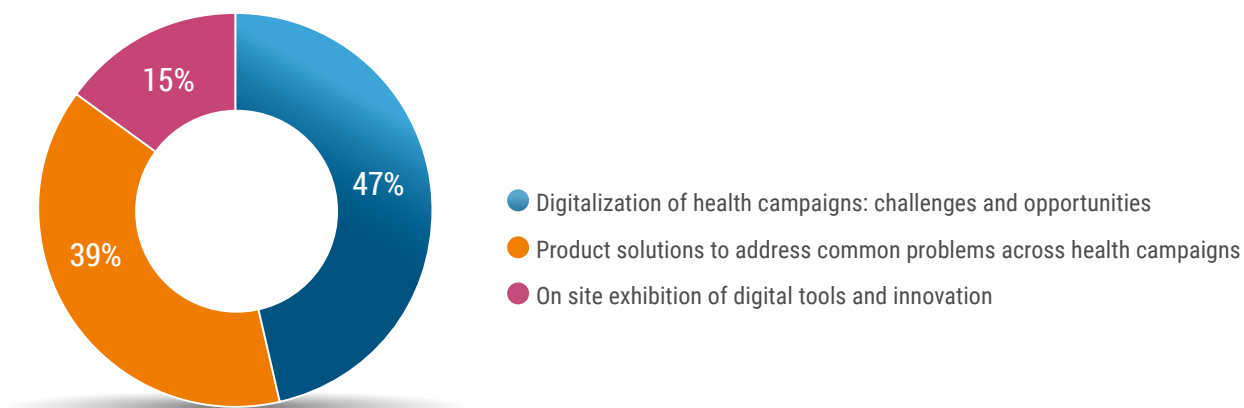 15%
47%
39%
Digitalization of health campaigns: challenges and opportunities
Product solutions to address common problems across health campaigns
On site exhibition of digital tools and innovation